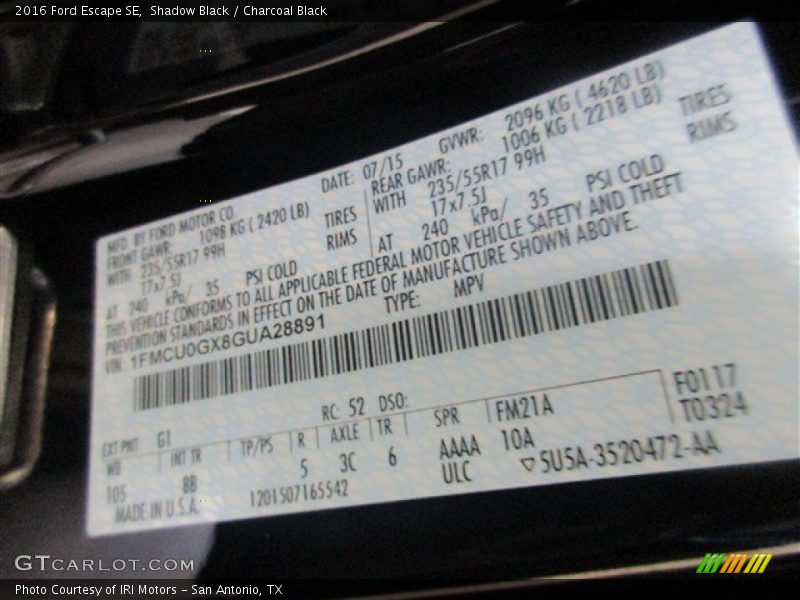 2016 Ford Escape SE, Shadow Black / Charcoal Black
MFD. BY FORD MOTOR CO.
DATE: 07/15
GVWR: 2096 KG ( 4620 LB)
FRONT GAWR: 1098 KG ( 2420 LB)
REAR GAWR: 1006 KG ( 2218 LB)
WITH 235/55R17 99H TIRES
WITH 235/55R17 99H TIRES
17x7.5J RIMS
17x7.5J RIMS
AT 240 kPa/ 35 PSI COLD
AT 240 kPa/ 35 PSI COLD
THIS VEHICLE CONFORMS TO ALL APPLICABLE FEDERAL MOTOR VEHICLE SAFETY AND THEFT
PREVENTION STANDARDS IN EFFECT ON THE DATE OF MANUFACTURE SHOWN ABOVE.
VIN: 1FMCU0GX8GUA28891
TYPE: MPV
F0117
T0324
RC: 52 DSO:
EXT PNT: G1
WB INT TR TP/PS R AXLE TR SPR FM21A
105 BB 5 3C 6 AAAA 10A
ULC 5U5A-3520472-AA
MADE IN U.S.A. 1201507165542
GTCARLOT.COM
Photo Courtesy of IRI Motors – San Antonio, TX